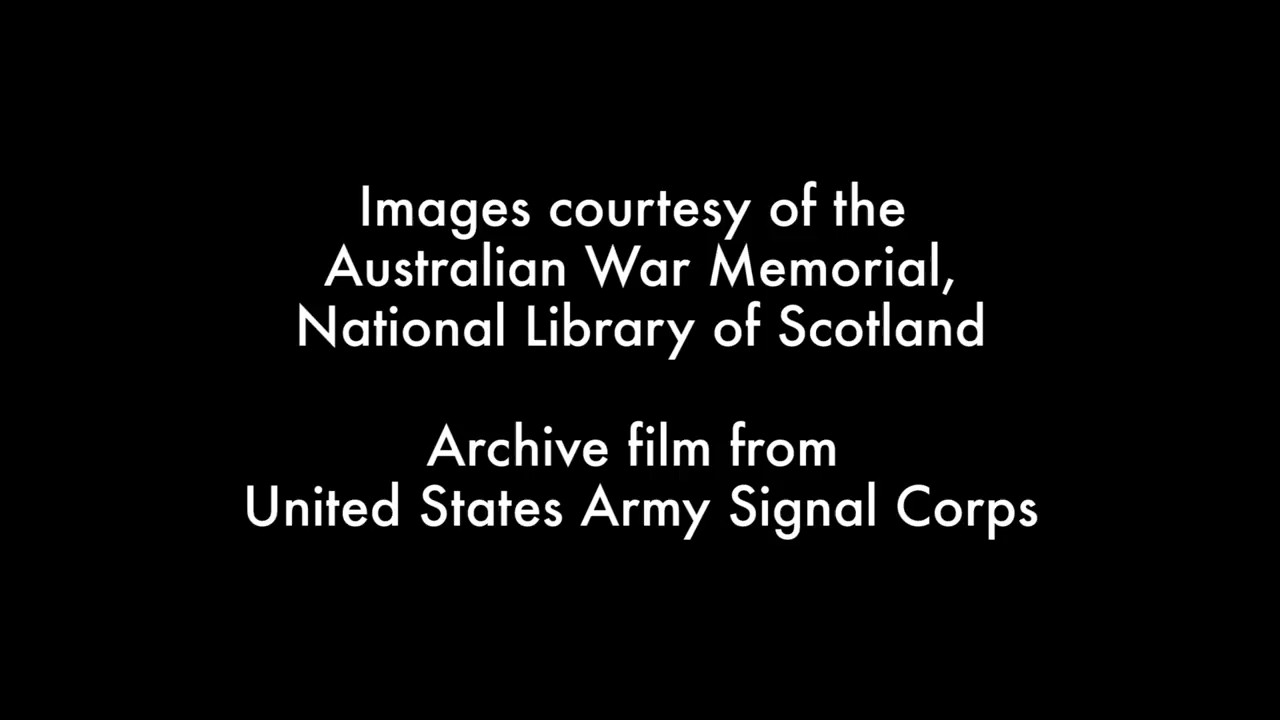 Images courtesy of the
Australian War Memorial,
National Library of Scotland
Archive film from
United States Army Signal Corps